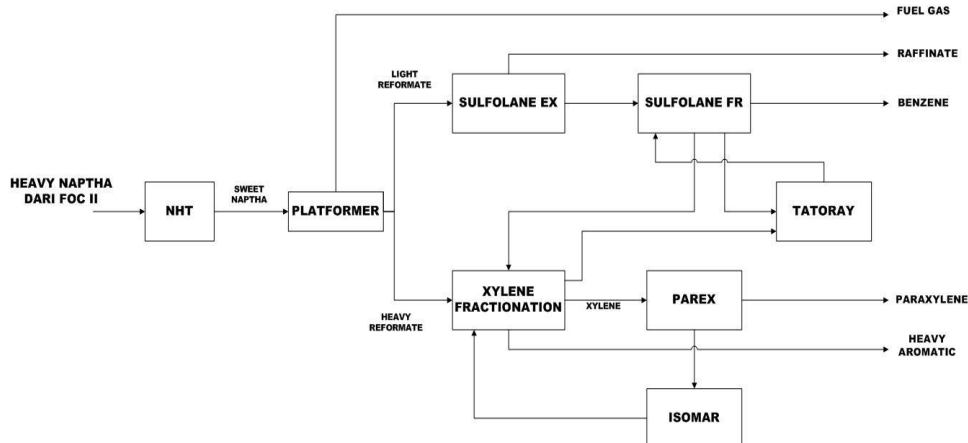 FUEL GAS
RAFFINATE
LIGHT
REFORMATE
SULFOLANE EX
SULFOLANE FR
BENZENE
HEAVY NAPTHA
DARI FOC II
SWEET
NAPTHA
NHT
PLATFORMER
TATORAY
XYLENE
FRACTIONATION
XYLENE
PAREX
PARAXYLENE
HEAVY
REFORMATE
HEAVY
AROMATIC
ISOMAR